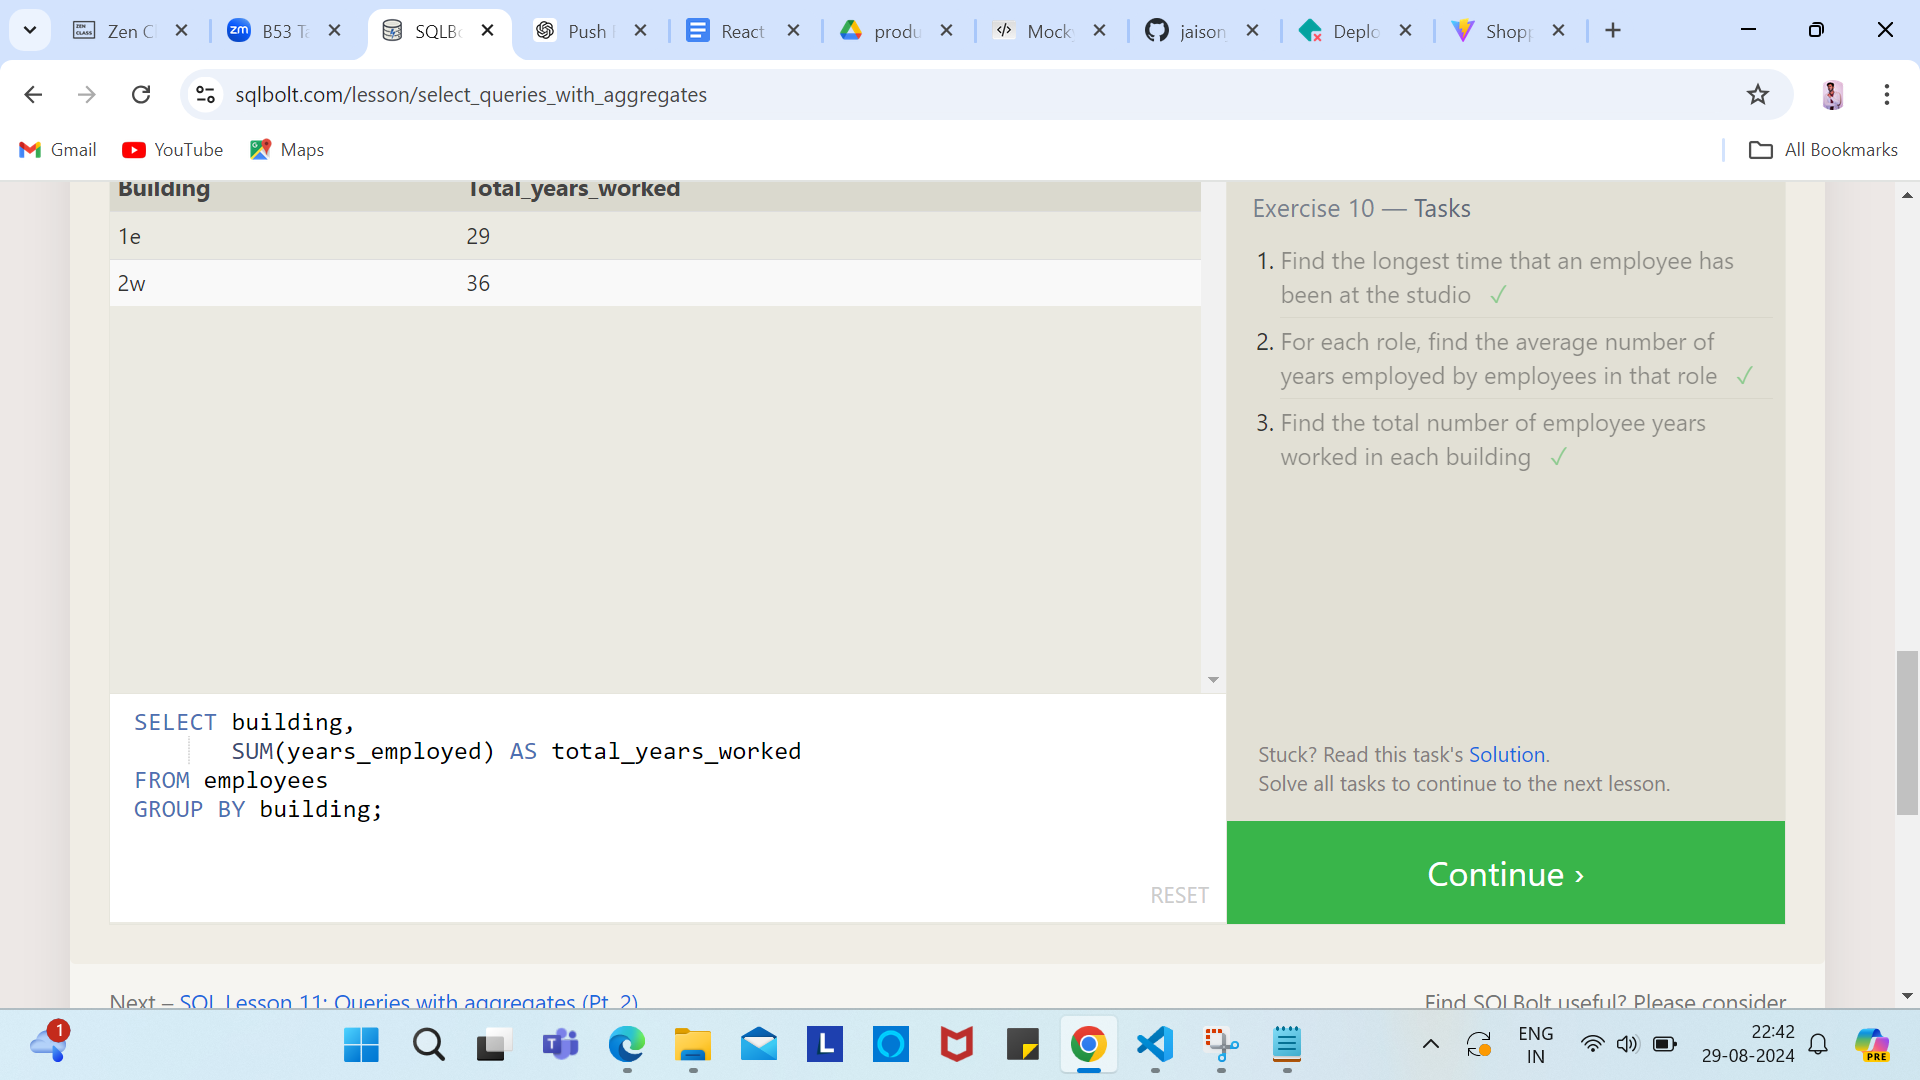 Zen C
B53 Ta
SQLBo
Push
React
produ
Mock
jaison
Deplo
Shopp
sqlbolt.com/lesson/select_queries_with_aggregates
Gmail
YouTube
Maps
All Bookmarks
Building Total_years_worked
1e 29
2w 36
Exercise 10 — Tasks
1. Find the longest time that an employee has
been at the studio ✓
2. For each role, find the average number of
years employed by employees in that role ✓
3. Find the total number of employee years
worked in each building ✓
SELECT building,
SUM(years_employed) AS total_years_worked
FROM employees
GROUP BY building;
RESET
Stuck? Read this task's Solution.
Solve all tasks to continue to the next lesson.
Continue ›
Next – SQL Lesson 11: Queries with aggregates (Pt. 2)
Find SQLBolt useful? Please consider
1
ENG
IN
22:42
29-08-2024
PRE